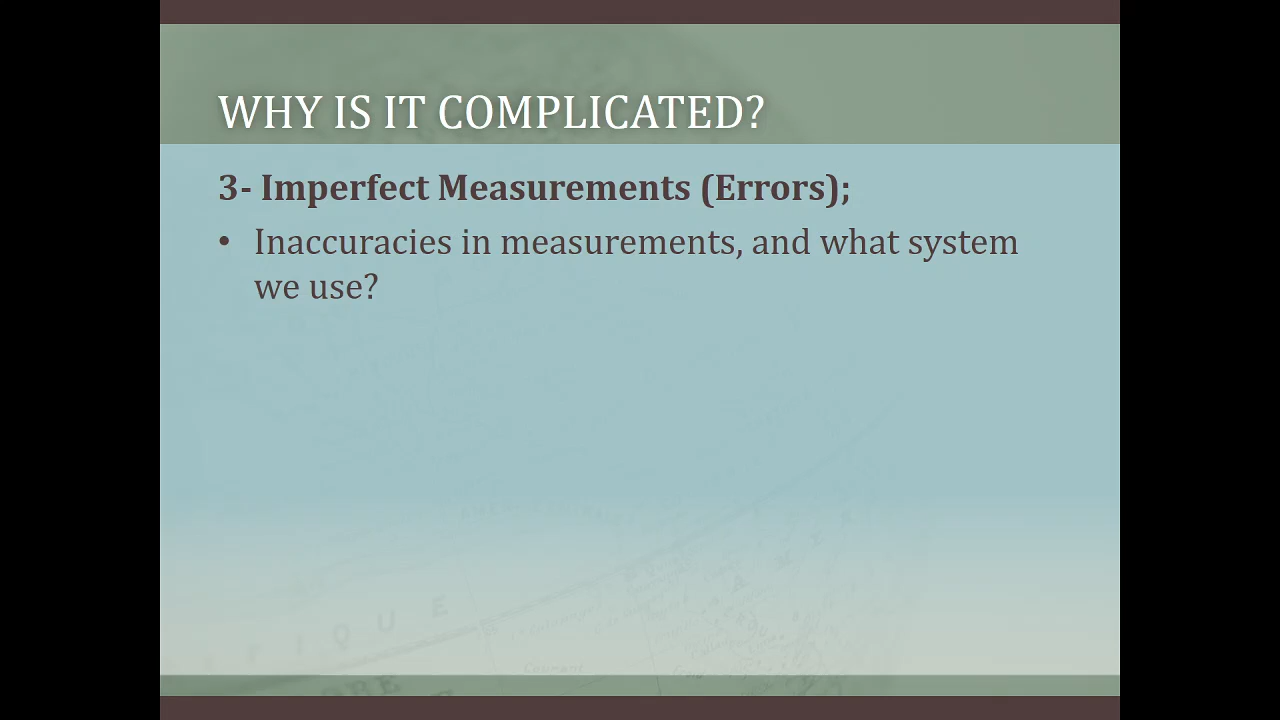 WHY IS IT COMPLICATED?
3- Imperfect Measurements (Errors);
• Inaccuracies in measurements, and what system
we use?